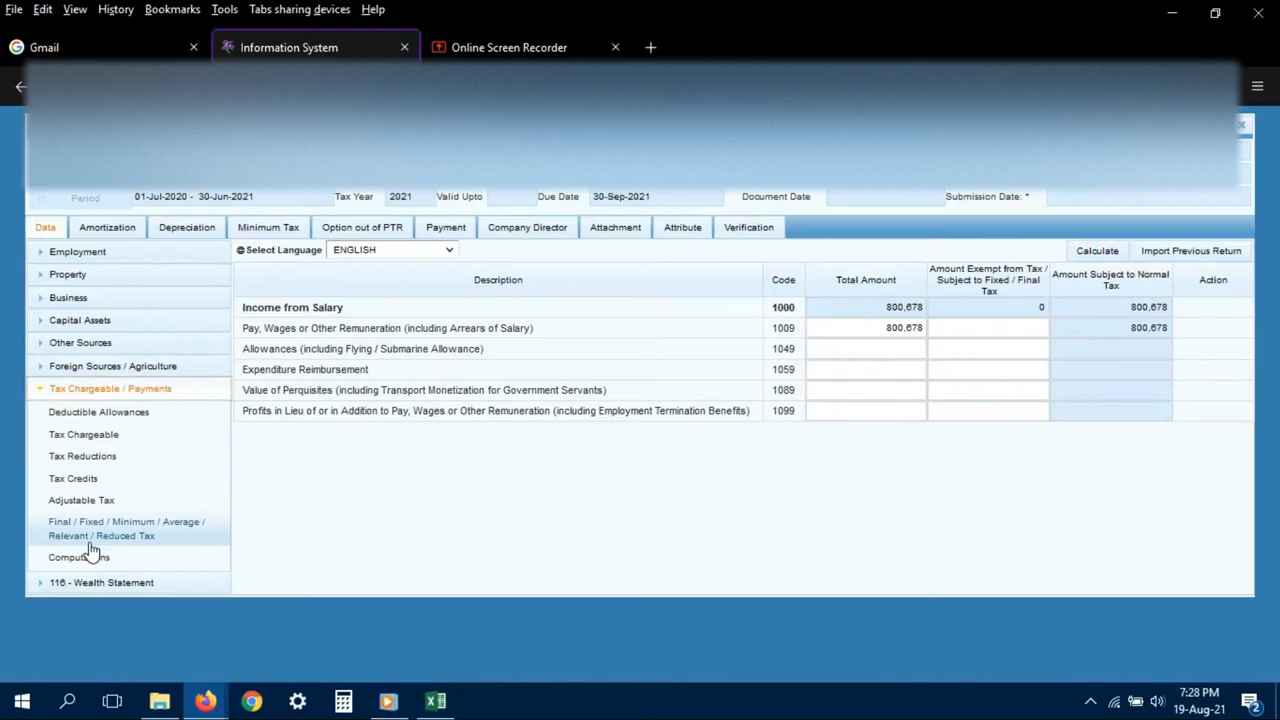 File Edit View History Bookmarks Tools Tabs sharing devices Help
Gmail Information System Online Screen Recorder
Period 01-Jul-2020 - 30-Jun-2021 Tax Year 2021 Valid Upto Due Date 30-Sep-2021 Document Date Submission Date: *
Data Amortization Depreciation Minimum Tax Option out of PTR Payment Company Director Attachment Attribute Verification
Employment
Property
Business
Capital Assets
Other Sources
Foreign Sources / Agriculture
Tax Chargeable / Payments
Deductible Allowances
Tax Chargeable
Tax Reductions
Tax Credits
Adjustable Tax
Final / Fixed / Minimum / Average /
Relevant / Reduced Tax
116 - Wealth Statement
Select Language ENGLISH Calculate Import Previous Return
Description Code Total Amount Amount Exempt from Tax / Subject to Fixed / Final Tax Amount Subject to Normal Tax Action
Income from Salary 1000 800,678 0 800,678
Pay, Wages or Other Remuneration (including Arrears of Salary) 1009 800,678 800,678
Allowances (including Flying / Submarine Allowance) 1049
Expenditure Reimbursement 1059
Value of Perquisites (including Transport Monetization for Government Servants) 1089
Profits in Lieu of or in Addition to Pay, Wages or Other Remuneration (including Employment Termination Benefits) 1099
7:28 PM
19-Aug-21
2